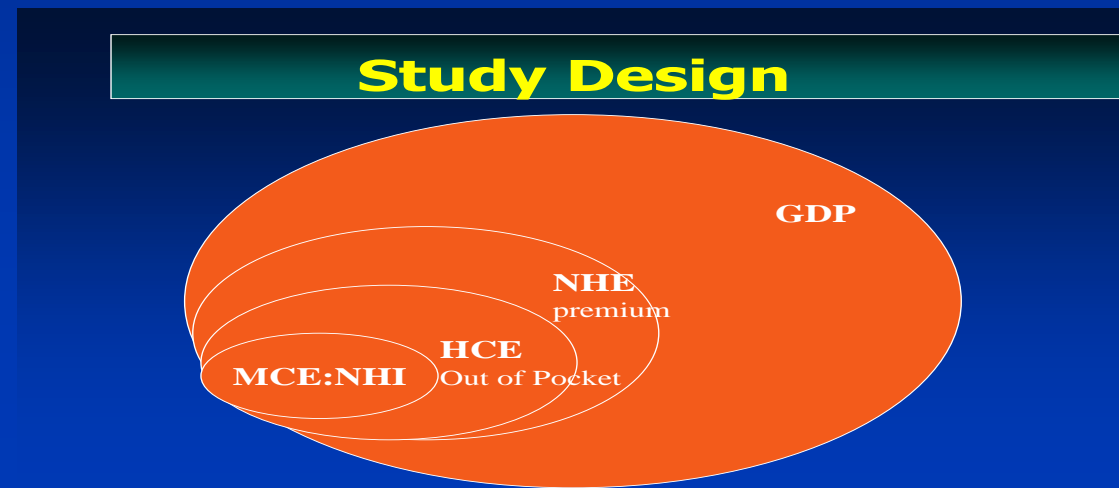 Study Design
GDP
NHE
premium
HCE
Out of Pocket
MCE:NHI